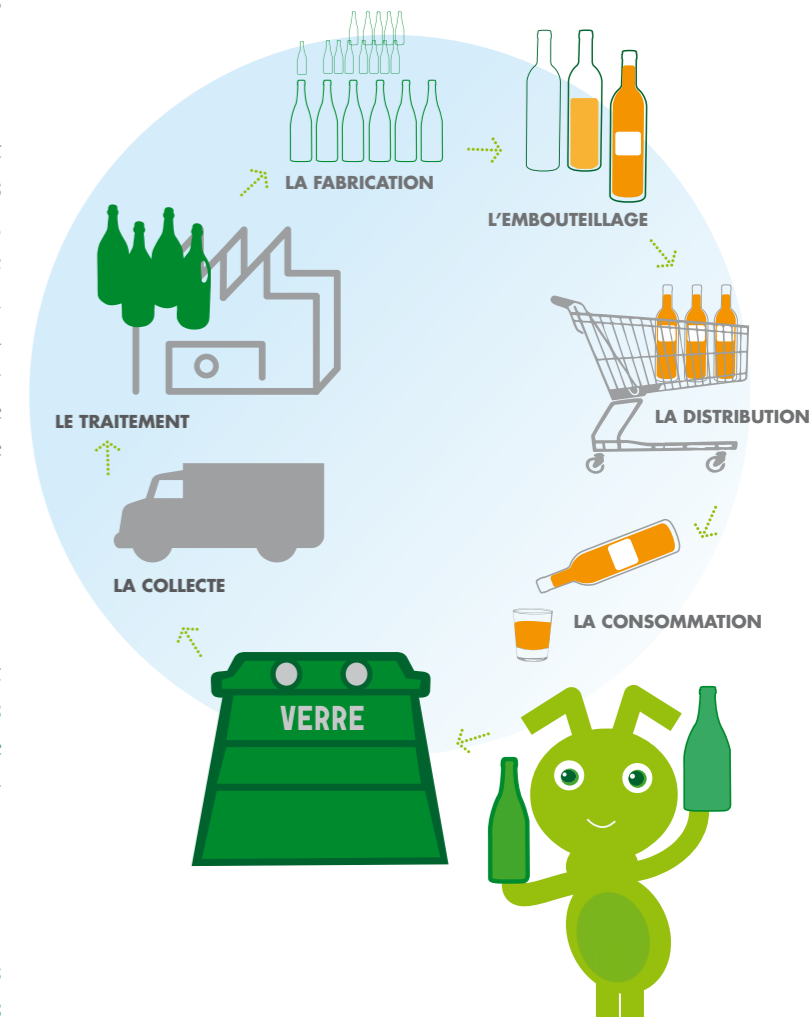 LA FABRICATION
L'EMBOUTEILLAGE
LA DISTRIBUTION
LA CONSOMMATION
VERRE
LA COLLECTE
LE TRAITEMENT